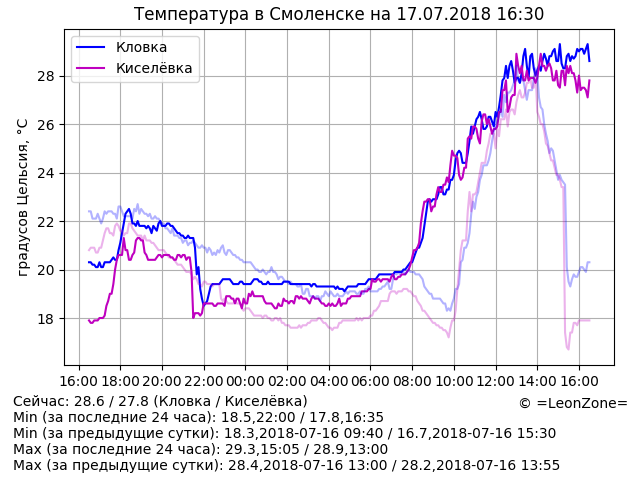 Температура в Смоленске на 17.07.2018 16:30
Кловка
Киселёвка
градусов Цельсия, °C
28
26
24
22
20
18
16:00 18:00 20:00 22:00 00:00 02:00 04:00 06:00 08:00 10:00 12:00 14:00 16:00
Сейчас: 28.6 / 27.8 (Кловка / Киселёвка)
© =LeonZone=
Min (за последние 24 часа): 18.5,22:00 / 17.8,16:35
Min (за предыдущие сутки): 18.3,2018-07-16 09:40 / 16.7,2018-07-16 15:30
Max (за последние 24 часа): 29.3,15:05 / 28.9,13:00
Max (за предыдущие сутки): 28.4,2018-07-16 13:00 / 28.2,2018-07-16 13:55